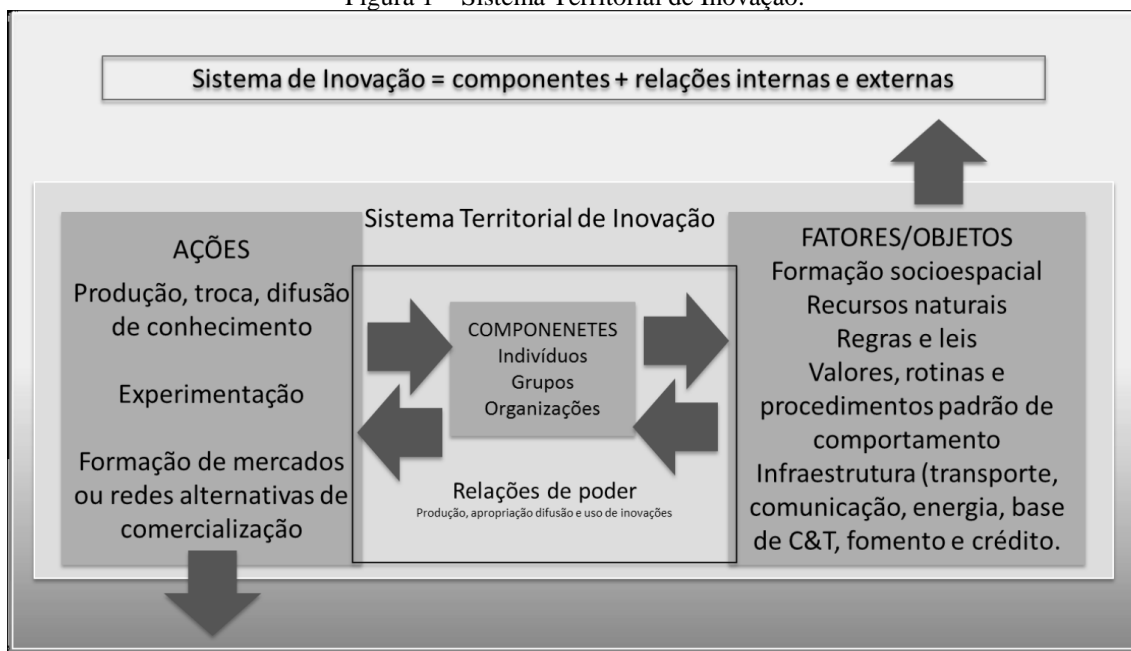 Figura 1 – Sistema Territorial de Inovação.
Sistema de Inovação = componentes + relações internas e externas
Sistema Territorial de Inovação
AÇÕES
Produção, troca, difusão
de conhecimento
Experimentação
Formação de mercados
ou redes alternativas de
comercialização
COMPONENETES
Indivíduos
Grupos
Organizações
Relações de poder
Produção, apropriação difusão e uso de inovações
FATORES/OBJETOS
Formação socioespacial
Recursos naturais
Regras e leis
Valores, rotinas e
procedimentos padrão de
comportamento
Infraestrutura (transporte,
comunicação, energia, base
de C&T, fomento e crédito.